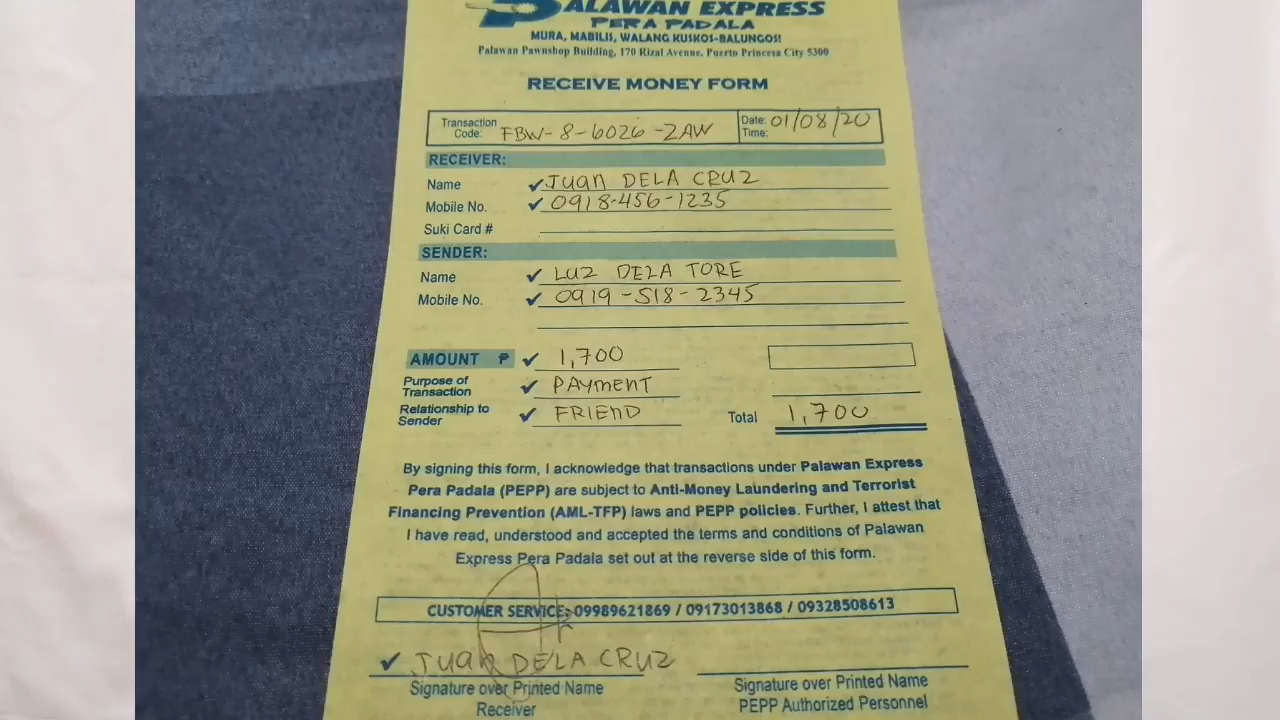 PALAWAN EXPRESS
PERA PADALA
MURA, MABILIS, WALANG KUSKOS-BALUNGOS!
Palawan Pawnshop Building, 170 Rizal Avenue, Puerto Princesa City 5300
RECEIVE MONEY FORM
Transaction Code: FBW-8-6026-ZAW Date: 01/08/20
Time:
RECEIVER:
Name ✓ Juan DELA CRUZ
Mobile No. ✓ 0918-456-1235
Suki Card #
SENDER:
Name ✓ LUZ DELA TORE
Mobile No. ✓ 0919-518-2345
AMOUNT ₱ ✓ 1,700
Purpose of Transaction ✓ PAYMENT
Relationship to Sender ✓ FRIEND Total 1,700
By signing this form, I acknowledge that transactions under Palawan Express
Pera Padala (PEPP) are subject to Anti-Money Laundering and Terrorist
Financing Prevention (AML-TFP) laws and PEPP policies. Further, I attest that
I have read, understood and accepted the terms and conditions of Palawan
Express Pera Padala set out at the reverse side of this form.
CUSTOMER SERVICE: 09989621869 / 09173013868 / 09328508613
✓ Juan DELA CRUZ
Signature over Printed Name Signature over Printed Name
Receiver PEPP Authorized Personnel